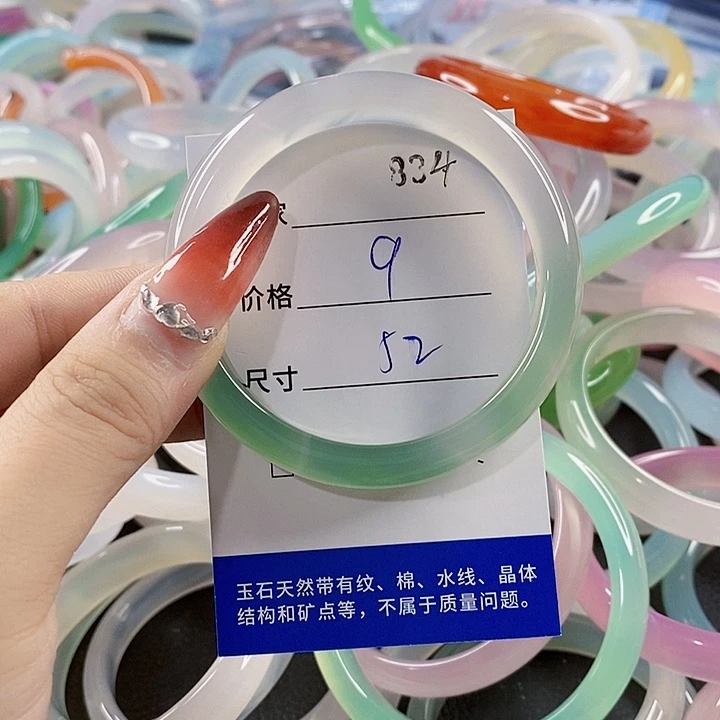 家 834
价格 9
尺寸 52
玉石天然带有纹、棉、水线、晶体
结构和矿点等，不属于质量问题。